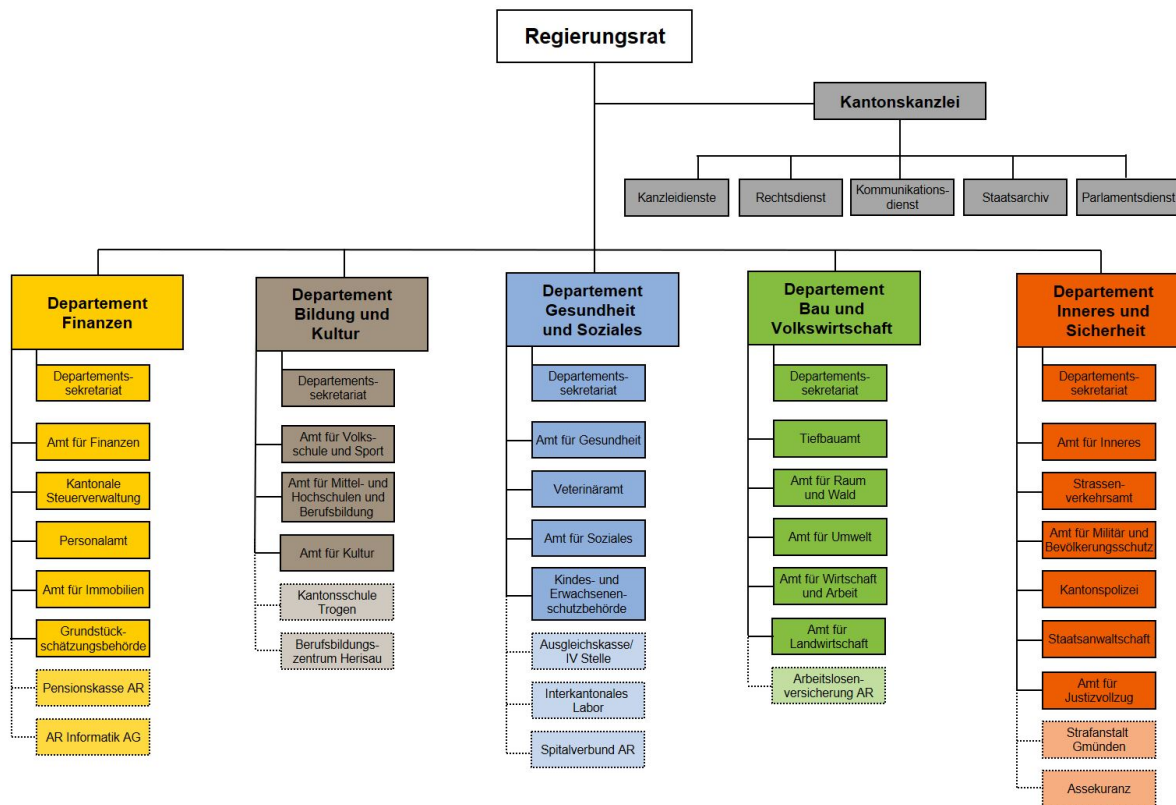 Regierungsrat
Kantonskanzlei
Kanzleidienste
Rechtsdienst
Kommunikations-
dienst
Staatsarchiv
Parlamentsdienst
Departement
Finanzen
Departements-
sekretariat
Amt für Finanzen
Kantonale
Steuerverwaltung
Personalamt
Amt für Immobilien
Grundstück-
schätzungsbehörde
Pensionskasse AR
AR Informatik AG
Departement
Bildung und
Kultur
Departements-
sekretariat
Amt für Volks-
schule und Sport
Amt für Mittel- und
Hochschulen und
Berufsbildung
Amt für Kultur
Kantonsschule
Trogen
Berufsbildungs-
zentrum Herisau
Departement
Gesundheit
und Soziales
Departements-
sekretariat
Amt für Gesundheit
Veterinäramt
Amt für Soziales
Kindes- und
Erwachsenen-
schutzbehörde
Ausgleichskasse/
IV Stelle
Interkantonales
Labor
Spitalverbund AR
Departement
Bau und
Volkswirtschaft
Departements-
sekretariat
Tiefbauamt
Amt für Raum
und Wald
Amt für Umwelt
Amt für Wirtschaft
und Arbeit
Amt für
Landwirtschaft
Arbeitslosen-
versicherung AR
Departement
Inneres und
Sicherheit
Departements-
sekretariat
Amt für Inneres
Strassen-
verkehrsamt
Amt für Militär und
Bevölkerungsschutz
Kantonspolizei
Staatsanwaltschaft
Amt für
Justizvollzug
Strafanstalt
Gmünden
Assekuranz